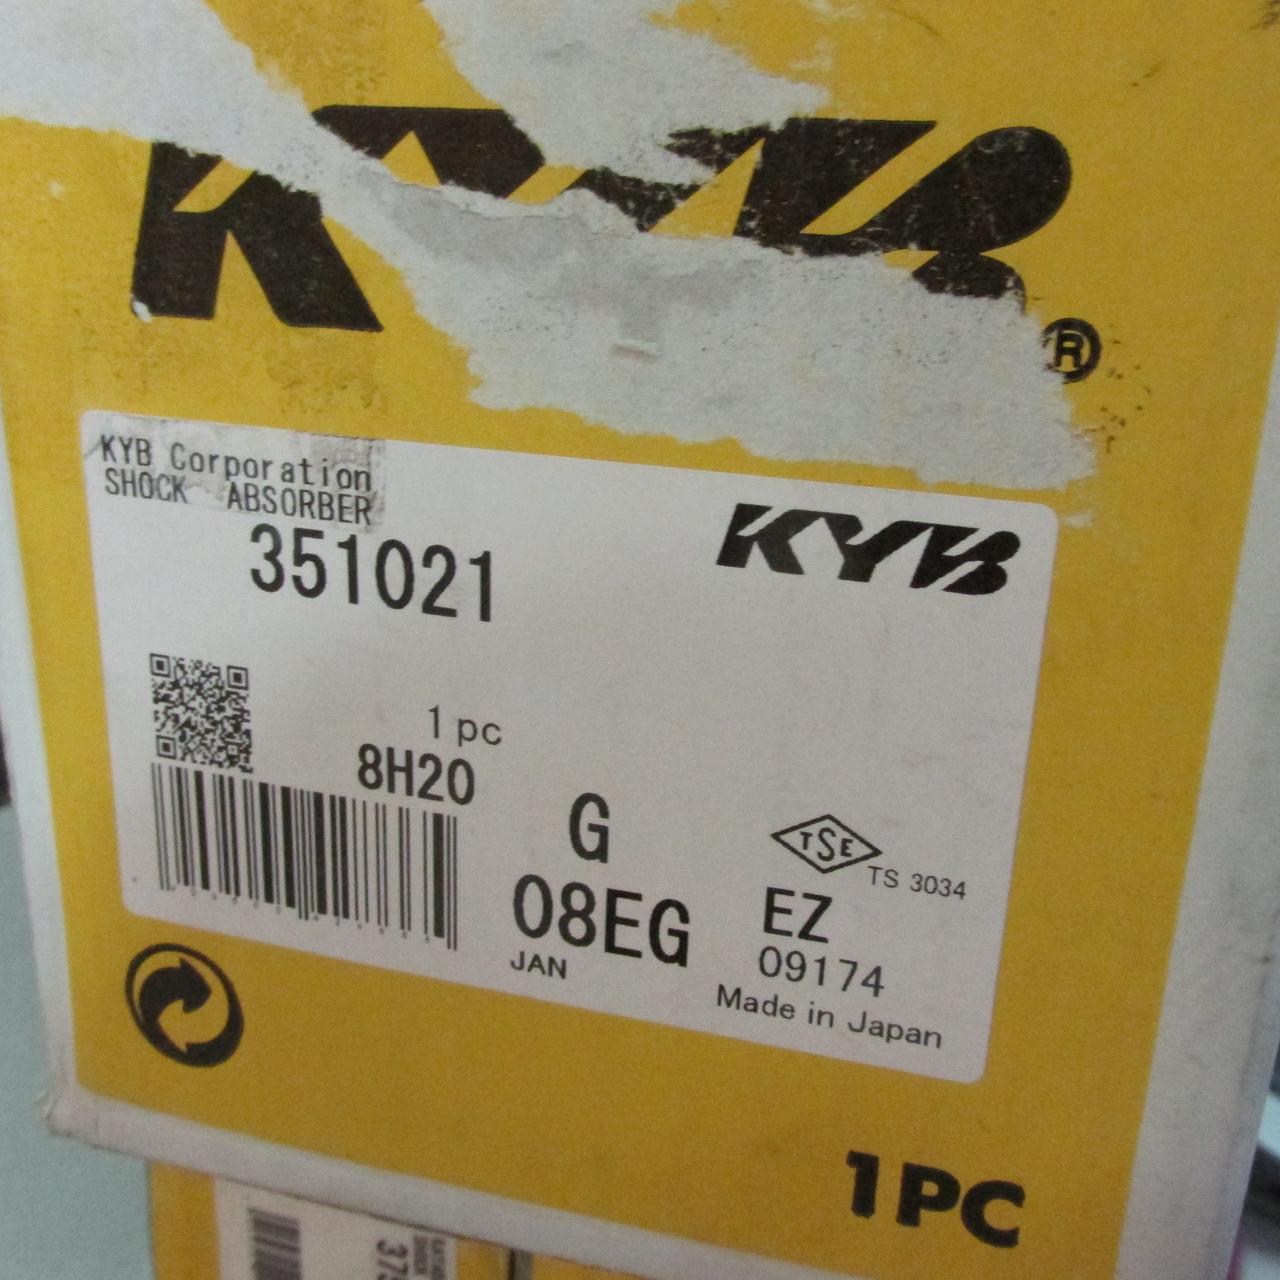 KYB
®
KYB Corporation
SHOCK ABSORBER
KYB
351021
1 pc
8H20
G
TSE
TS 3034
08EG
EZ
JAN
09174
Made in Japan
1PC